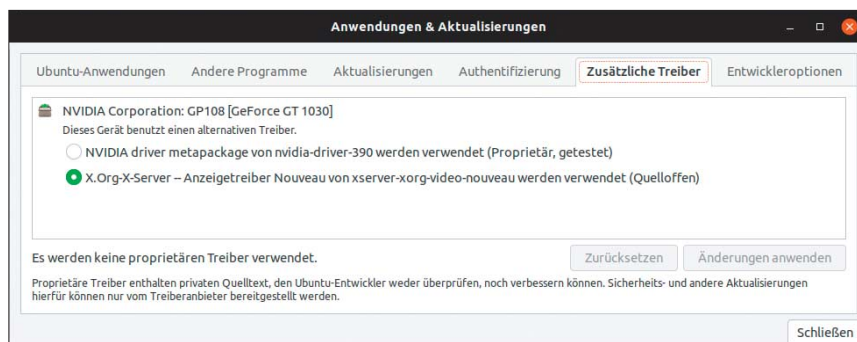 Anwendungen & Aktualisierungen
Ubuntu-Anwendungen Andere Programme Aktualisierungen Authentifizierung Zusätzliche Treiber Entwickleroptionen
NVIDIA Corporation: GP108 [GeForce GT 1030]
Dieses Gerät benutzt einen alternativen Treiber.
NVIDIA driver metapackage von nvidia-driver-390 werden verwendet (Proprietär, getestet)
X.Org-X-Server -- Anzeigetreiber Nouveau von xserver-xorg-video-nouveau werden verwendet (Quelloffen)
Es werden keine proprietären Treiber verwendet. Zurücksetzen Änderungen anwenden
Proprietäre Treiber enthalten privaten Quelltext, den Ubuntu-Entwickler weder überprüfen, noch verbessern können. Sicherheits- und andere Aktualisierungen
hierfür können nur vom Treiberanbieter bereitgestellt werden.
Schließen